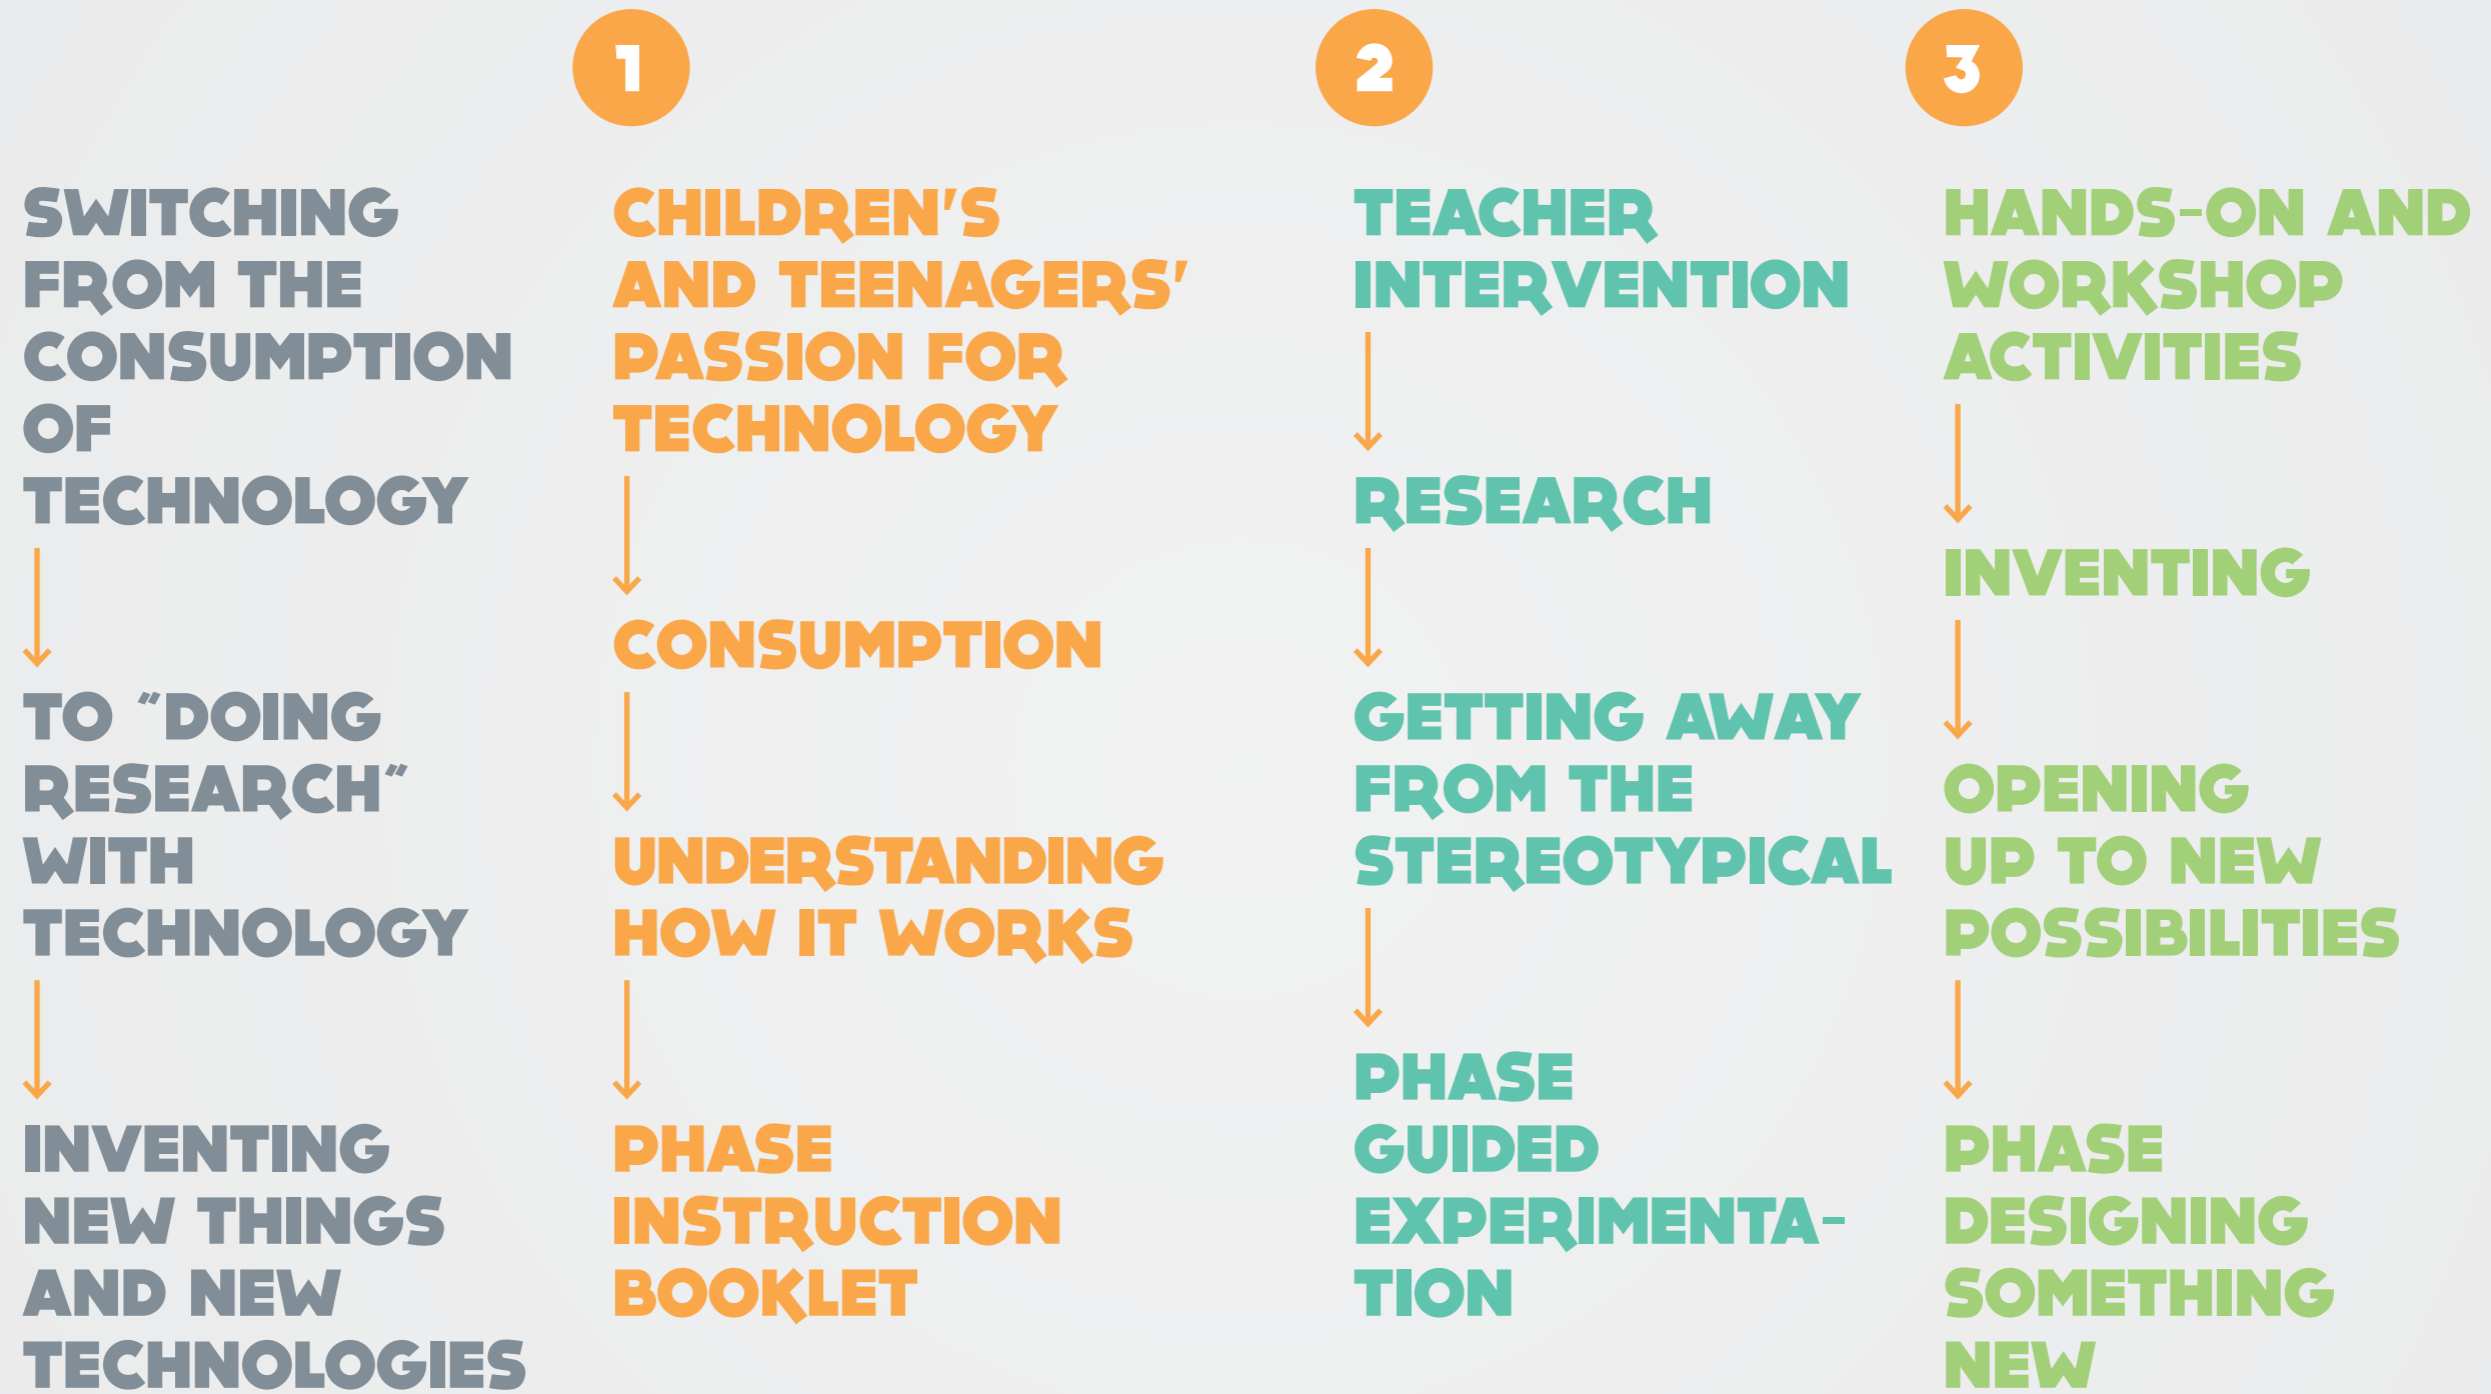 SWITCHING
FROM THE
CONSUMPTION
OF
TECHNOLOGY
TO "DOING
RESEARCH"
WITH
TECHNOLOGY
INVENTING
NEW THINGS
AND NEW
TECHNOLOGIES
1
CHILDREN'S
AND TEENAGERS'
PASSION FOR
TECHNOLOGY
CONSUMPTION
UNDERSTANDING
HOW IT WORKS
PHASE
INSTRUCTION
BOOKLET
2
TEACHER
INTERVENTION
RESEARCH
GETTING AWAY
FROM THE
STEREOTYPICAL
PHASE
GUIDED
EXPERIMENTA-
TION
3
HANDS-ON AND
WORKSHOP
ACTIVITIES
INVENTING
OPENING
UP TO NEW
POSSIBILITIES
PHASE
DESIGNING
SOMETHING
NEW